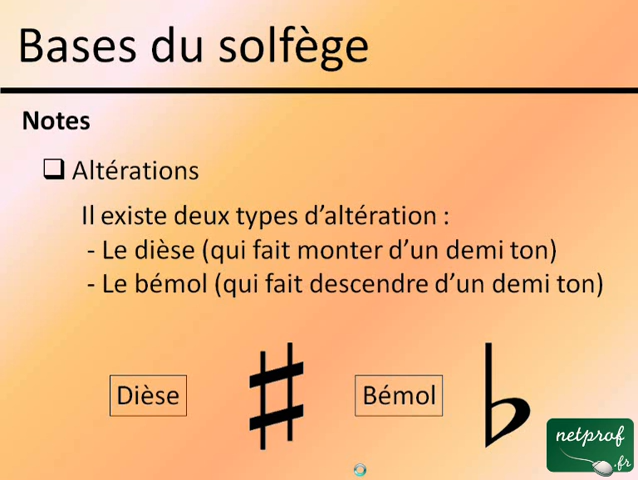 Bases du solfège
Notes
❑ Altérations
Il existe deux types d’altération :
- Le dièse (qui fait monter d’un demi ton)
- Le bémol (qui fait descendre d’un demi ton)
Dièse ♯ Bémol ♭
netprof
.fr